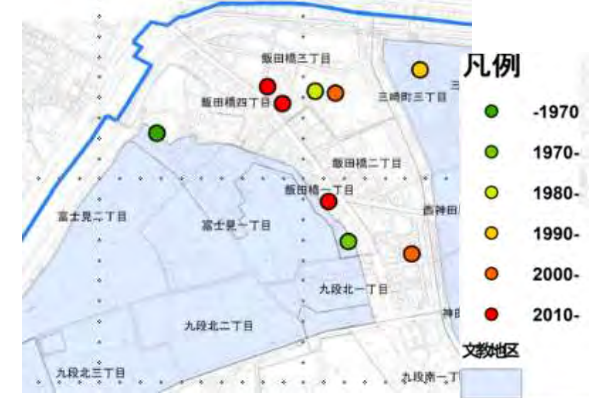 飯田橋三丁目
三崎町三丁目
飯田橋四丁目
飯田橋二丁目
飯田橋一丁目
西神田
富士見二丁目
富士見一丁目
九段北一丁目
九段北二丁目
九段北三丁目
九段南一丁
凡例
-1970
1970-
1980-
1990-
2000-
2010-
文教地区